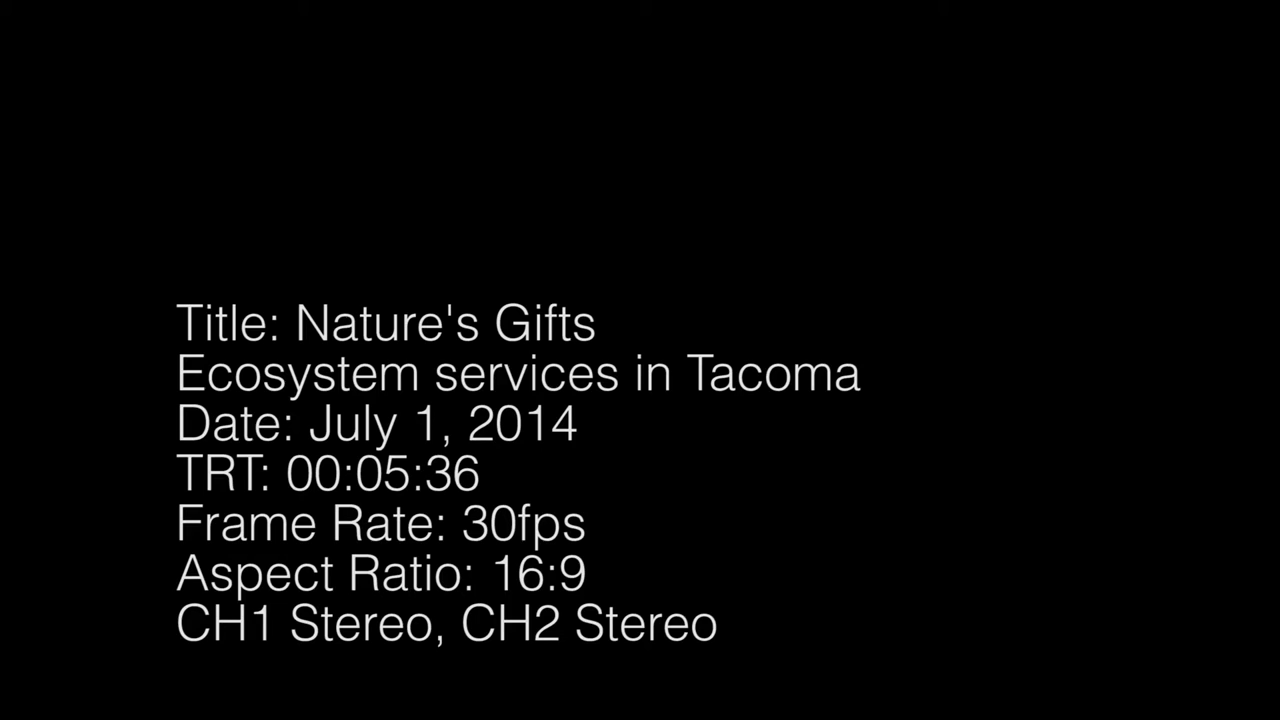 Title: Nature's Gifts
Ecosystem services in Tacoma
Date: July 1, 2014
TRT: 00:05:36
Frame Rate: 30fps
Aspect Ratio: 16:9
CH1 Stereo, CH2 Stereo